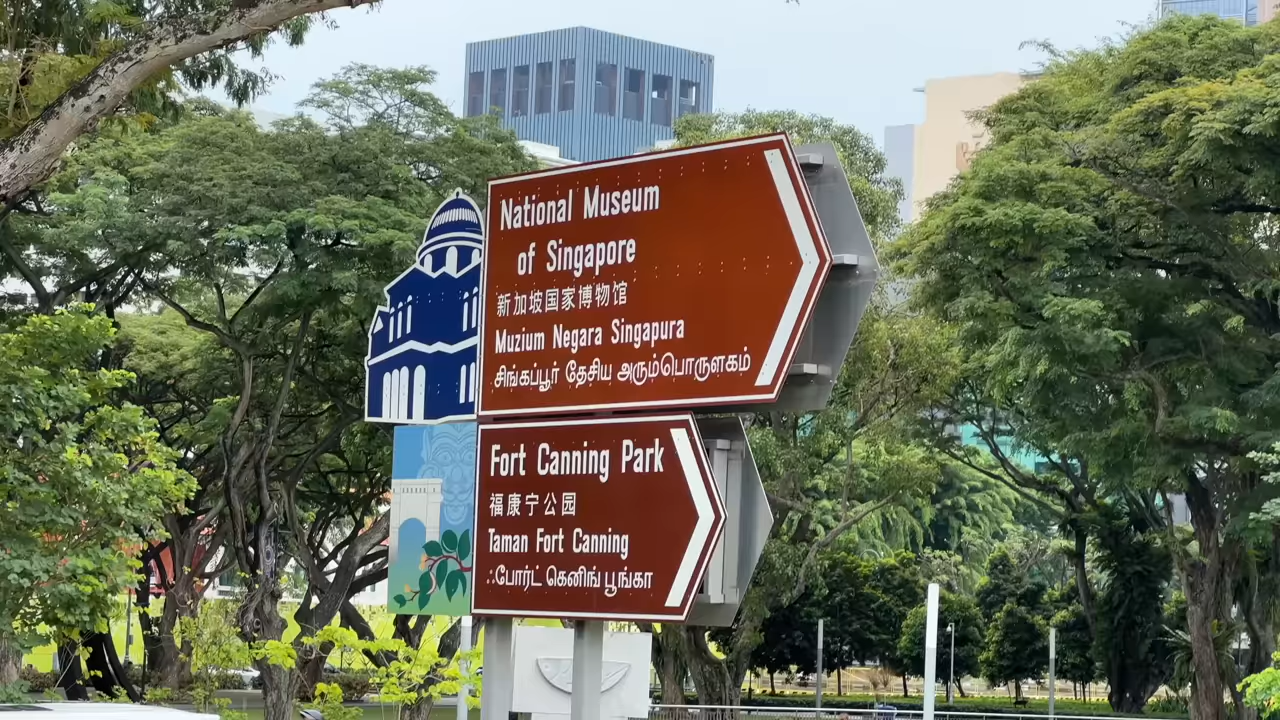 National Museum
of Singapore
新加坡国家博物馆
Muzium Negara Singapura
சிங்கப்பூர் தேசிய அரும்பொருளகம்
Fort Canning Park
福康宁公园
Taman Fort Canning
ஃபோர்ட் கெனிங் பூங்கா